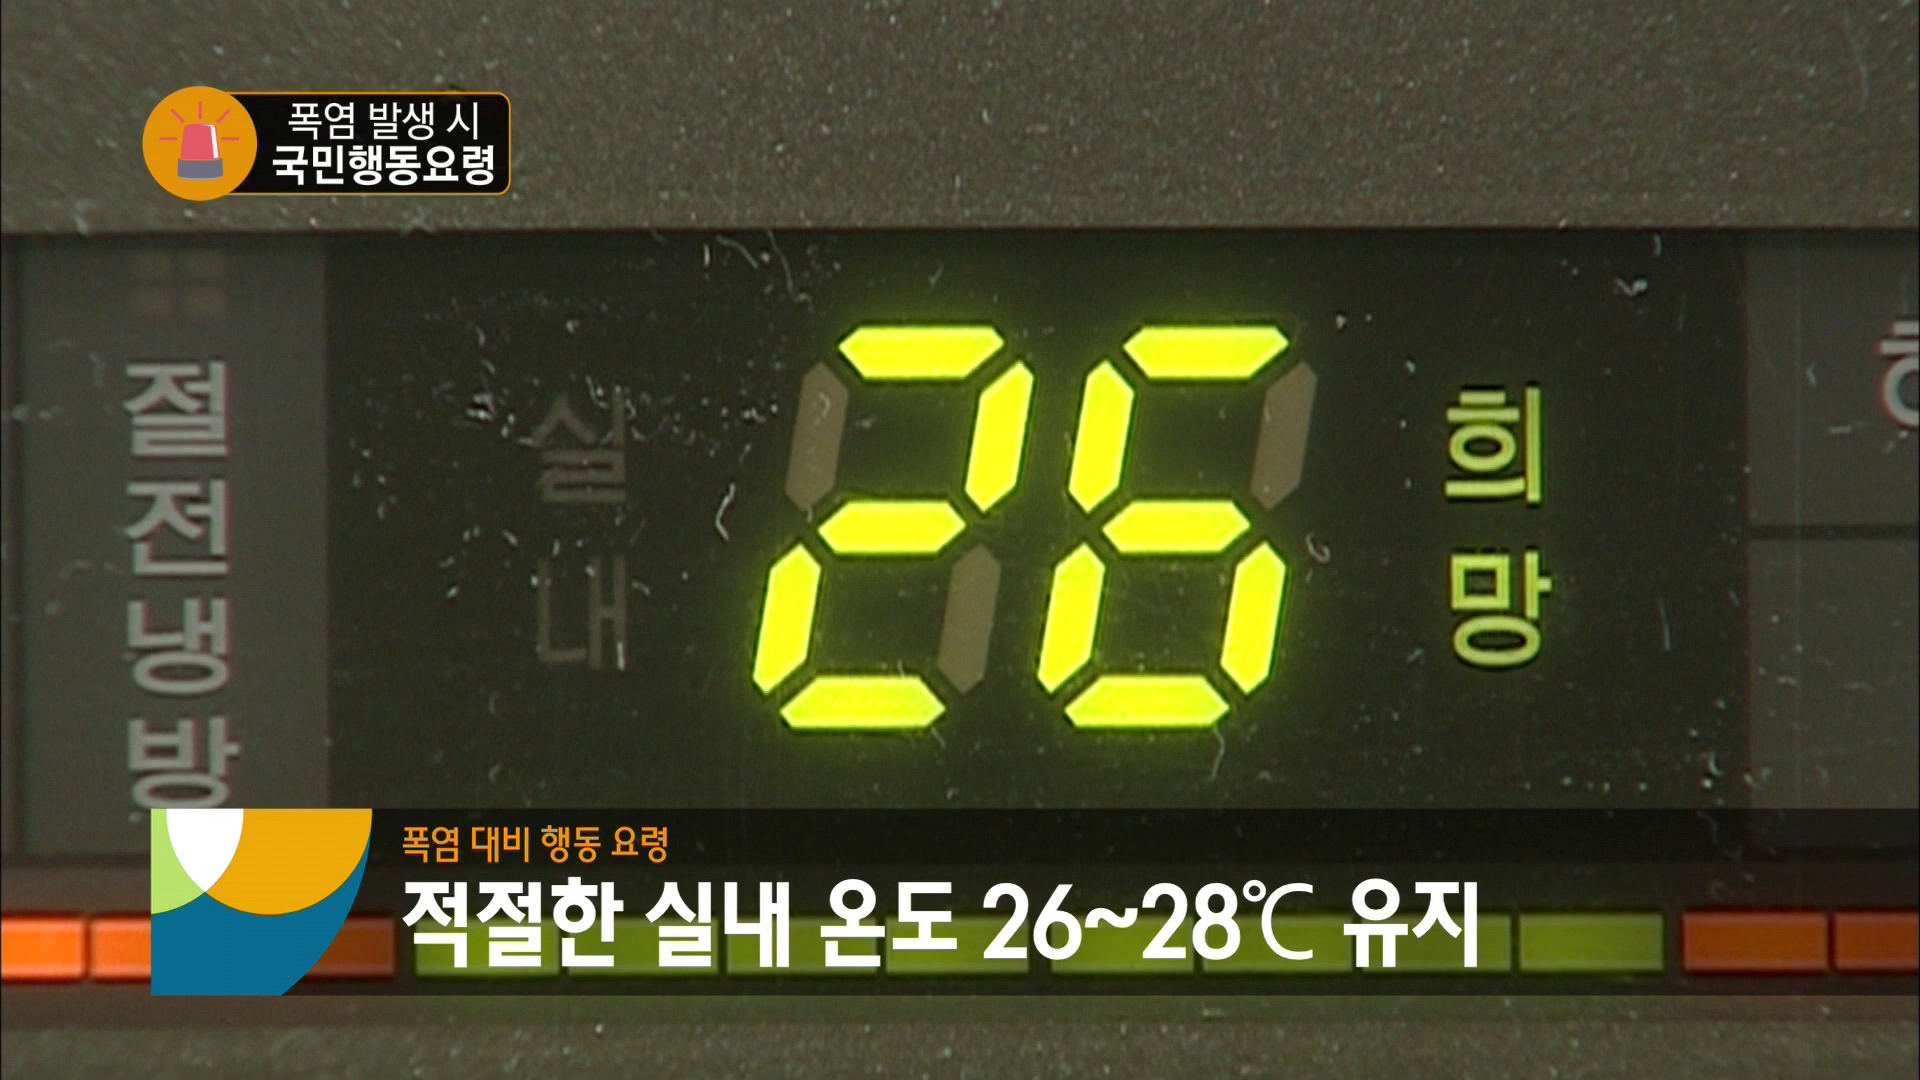 폭염 발생 시
국민행동요령
절전냉방
실내
26
희망
폭염 대비 행동 요령
적절한 실내 온도 26~28℃ 유지